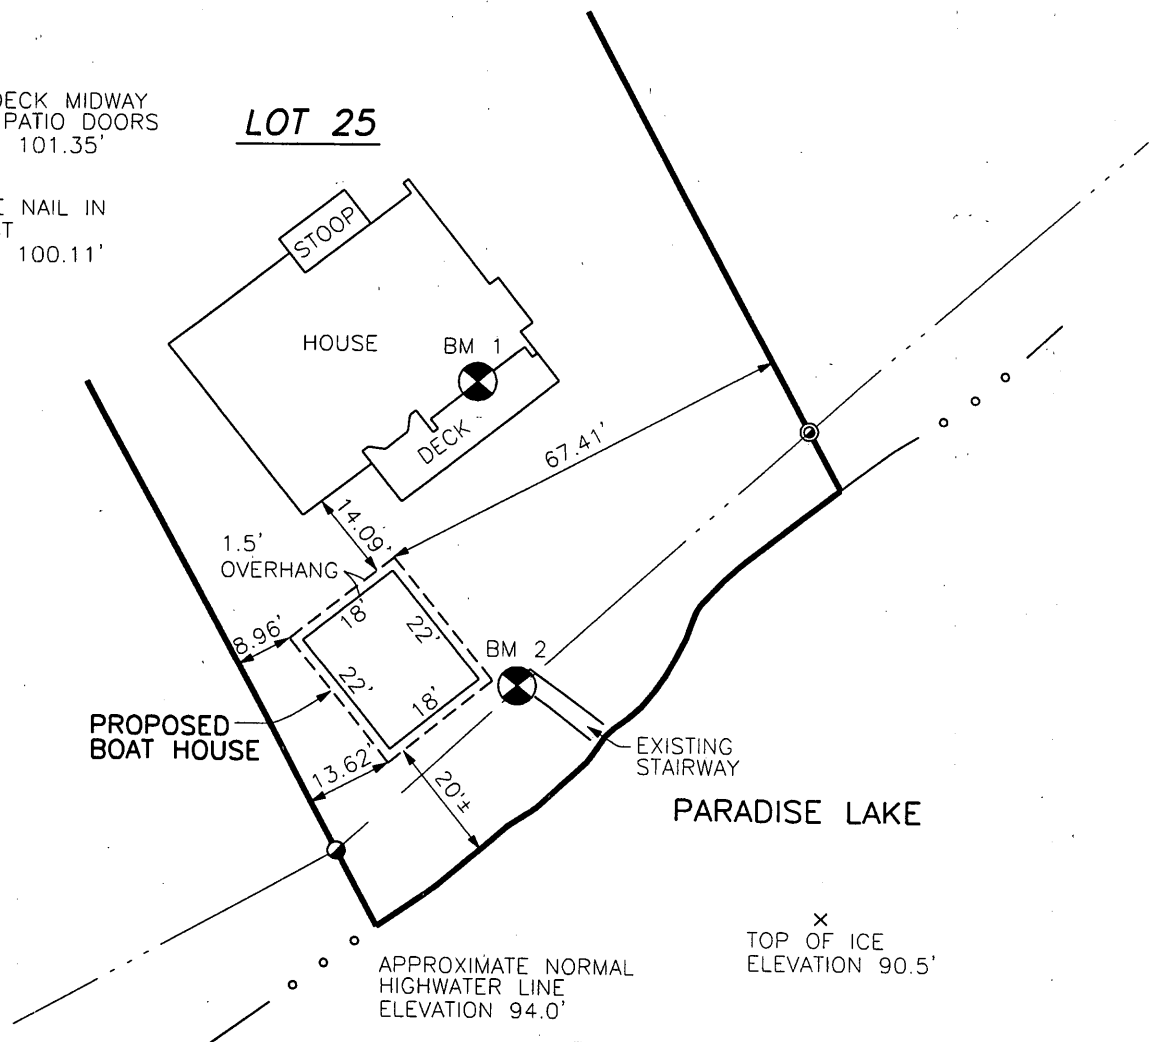 DECK MIDWAY
PATIO DOORS
101.35'
LOT 25
NAIL IN
100.11'
STOOP
HOUSE
BM 1
DECK
67.41'
14.09'
1.5'
OVERHANG
18'
22'
8.96'
BM 2
22'
18'
PROPOSED
BOAT HOUSE
13.62'
20'±
EXISTING
STAIRWAY
PARADISE LAKE
TOP OF ICE
ELEVATION 90.5'
APPROXIMATE NORMAL
HIGHWATER LINE
ELEVATION 94.0'